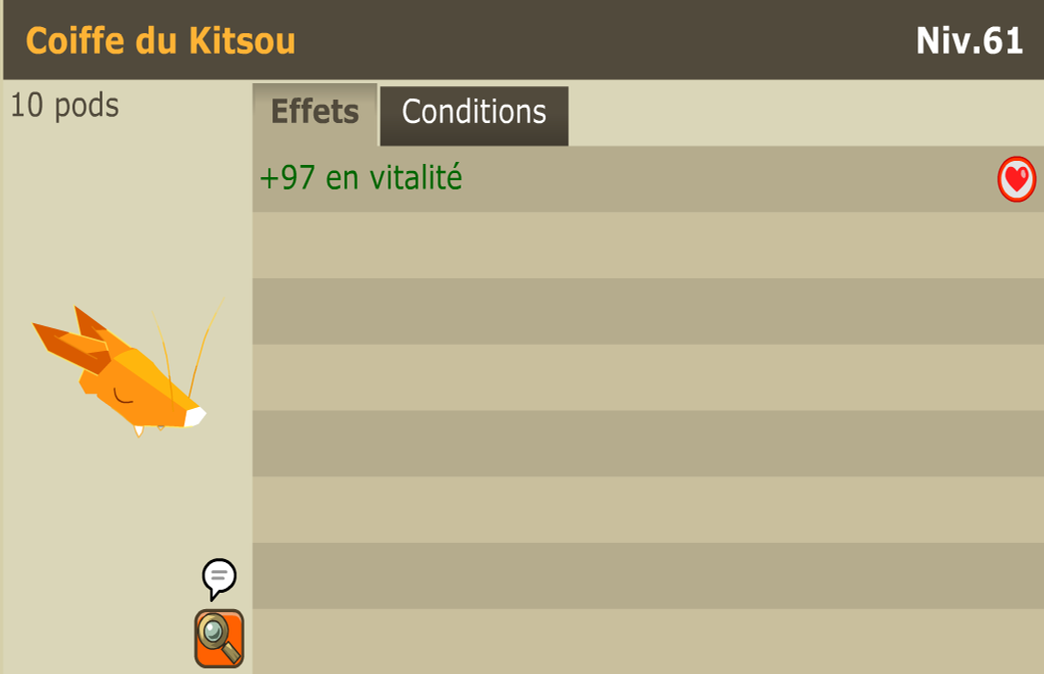 Coiffe du Kitsou
Niv.61
10 pods
Effets
Conditions
+97 en vitalité